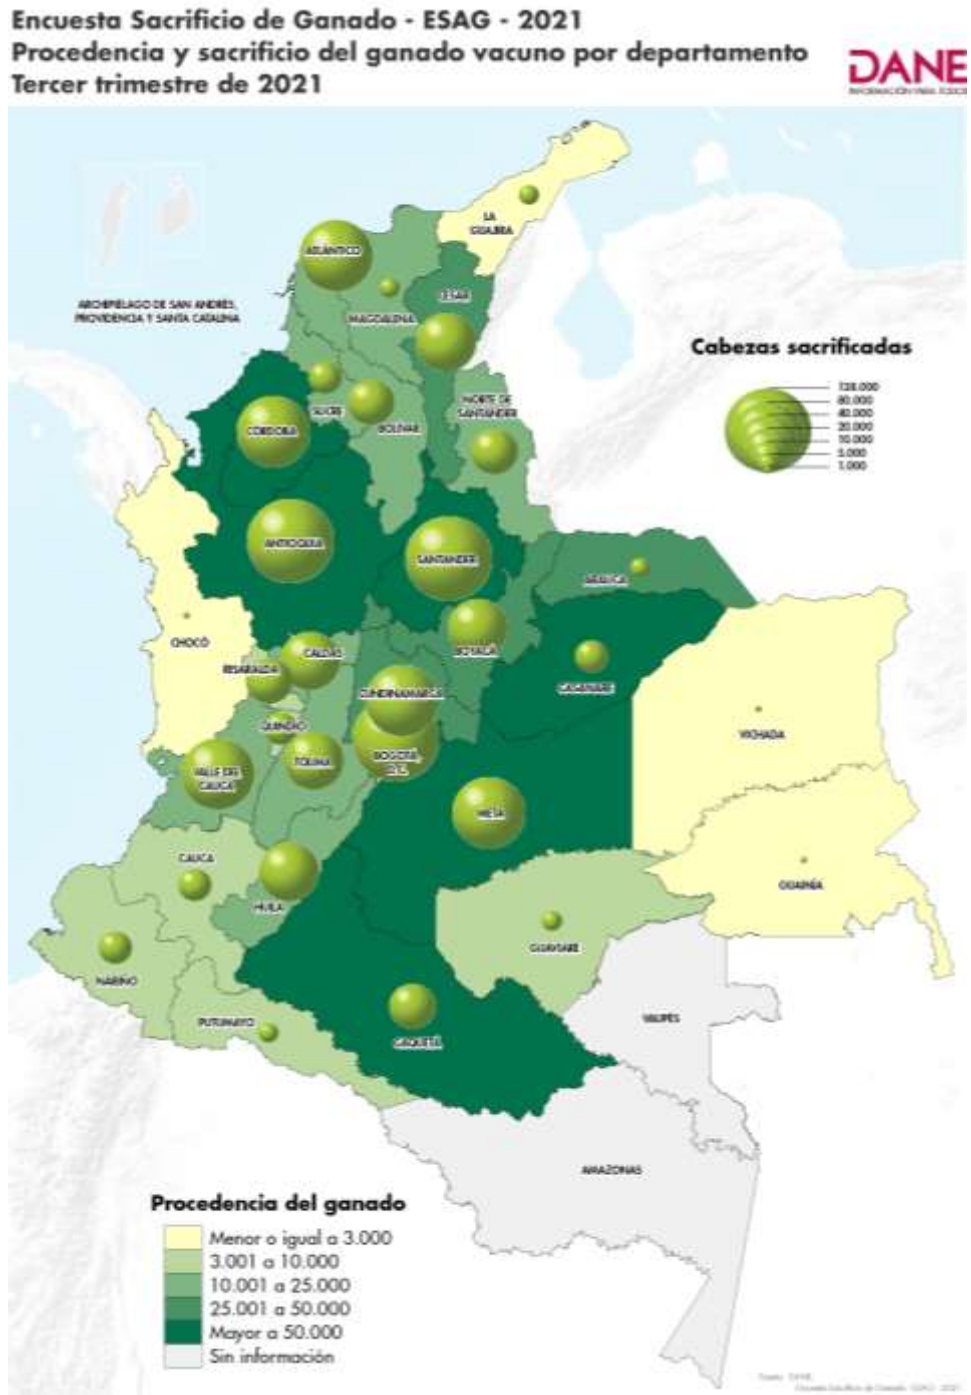 Encuesta Sacrificio de Ganado - ESAG - 2021
Procedencia y sacrificio del ganado vacuno por departamento
Tercer trimestre de 2021
DANE
INFORMACIÓN PARA TODOS
LA
GUAJIRA
ATLÁNTICO
CESAR
MAGDALENA
ARCHIPIÉLAGO DE SAN ANDRÉS,
PROVIDENCIA Y SANTA CATALINA
Cabezas sacrificadas
128.000
80.000
40.000
20.000
10.000
5.000
1.000
NORTE DE
SANTANDER
SUCRE
BOLÍVAR
CÓRDOBA
ANTIOQUIA
SANTANDER
ARAUCA
CHOCÓ
BOYACÁ
CALDAS
RISARALDA
CASANARE
CUNDINAMARCA
QUINDÍO
VICHADA
BOGOTÁ,
D.C.
TOLIMA
VALLE DEL
CAUCA
META
CAUCA
GUAINÍA
HUILA
GUAVIARE
NARIÑO
PUTUMAYO
VAUPÉS
CAQUETÁ
AMAZONAS
Procedencia del ganado
Menor o igual a 3.000
3.001 a 10.000
10.001 a 25.000
25.001 a 50.000
Mayor a 50.000
Sin información